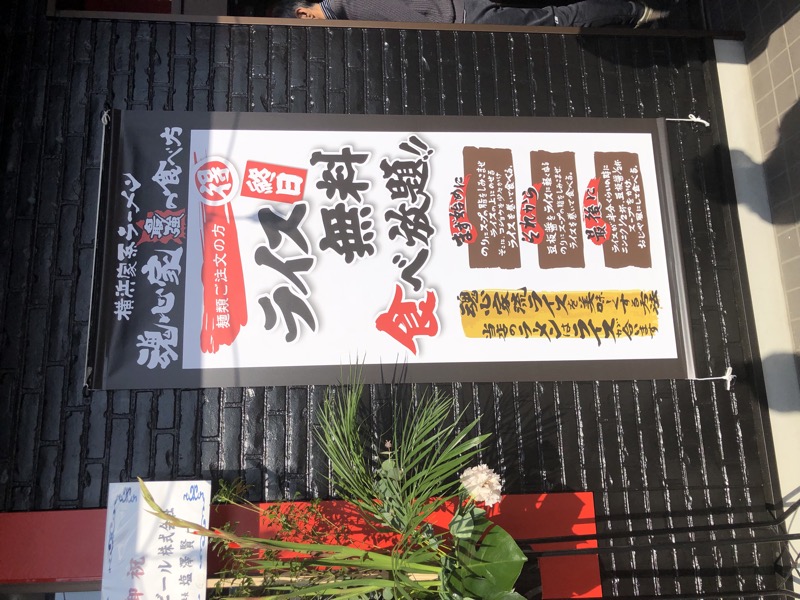 御祝
ビール株式会社
塩澤賢
横浜家系ラーメン
魂心家最強の食べ方
麺類ご注文の方
得
終日
ライス
無料
食べ放題!!
魂心家流ライスを美味しくする方法
当店のラーメンはライスが合います
まず始めに
のりにスープの脂をしみこませ
ライスの上にのせる
そこに、コショウを少々かけ
ライスを巻いて食べる。
それから
豆板醤をライスに軽くぬる
のりにスープの脂をしみこませ
ライスを巻いて食べる。
最後に
ライスが半分くらいの時に
ニンニク1/2杯、豆板醤1/3杯
スープをかけ
おじや風にして食べる。